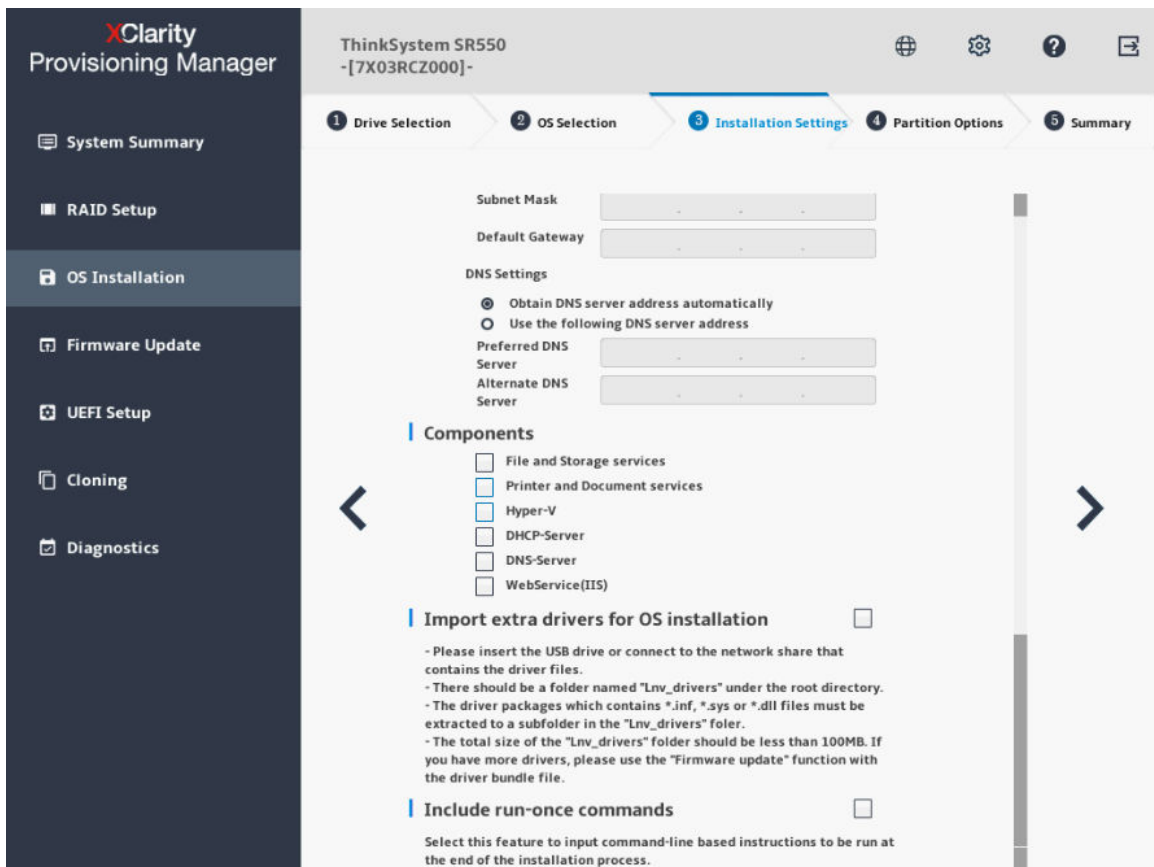 XClarity
Provisioning Manager
System Summary
RAID Setup
OS Installation
Firmware Update
UEFI Setup
Cloning
Diagnostics
ThinkSystem SR550
-[7X03RCZ000]-
1 Drive Selection
2 OS Selection
3 Installation Settings
4 Partition Options
5 Summary
Subnet Mask
Default Gateway
DNS Settings
Obtain DNS server address automatically
Use the following DNS server address
Preferred DNS
Server
Alternate DNS
Server
Components
File and Storage services
Printer and Document services
Hyper-V
DHCP-Server
DNS-Server
WebService(IIS)
Import extra drivers for OS installation
- Please insert the USB drive or connect to the network share that
contains the driver files.
- There should be a folder named "Lnv_drivers" under the root directory.
- The driver packages which contains *.inf, *.sys or *.dll files must be
extracted to a subfolder in the "Lnv_drivers" foler.
- The total size of the "Lnv_drivers" folder should be less than 100MB. If
you have more drivers, please use the "Firmware update" function with
the driver bundle file.
Include run-once commands
Select this feature to input command-line based instructions to be run at
the end of the installation process.